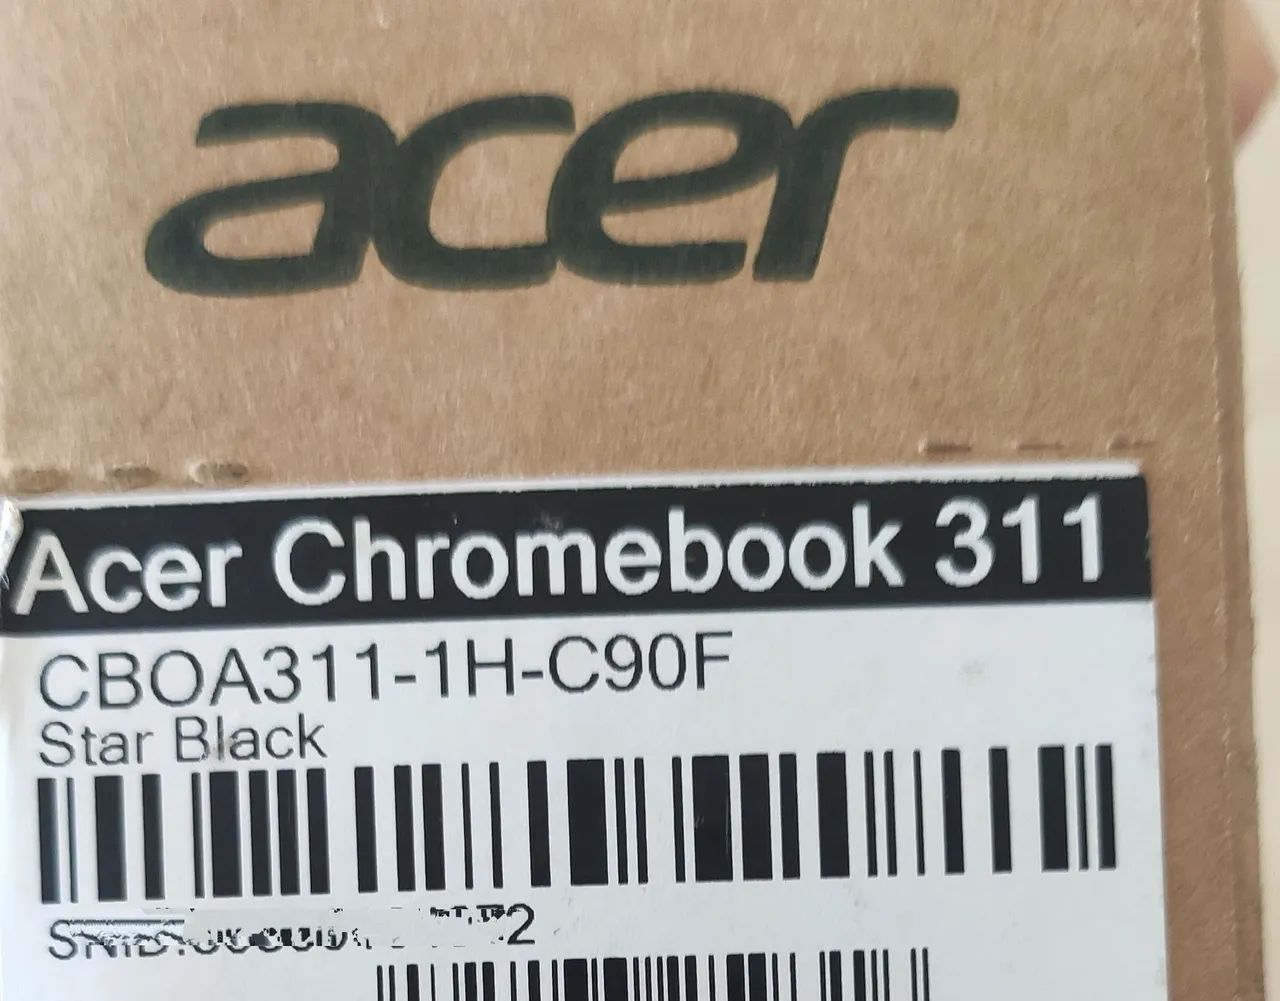 acer
Acer Chromebook 311
CBOA311-1H-C90F
Star Black